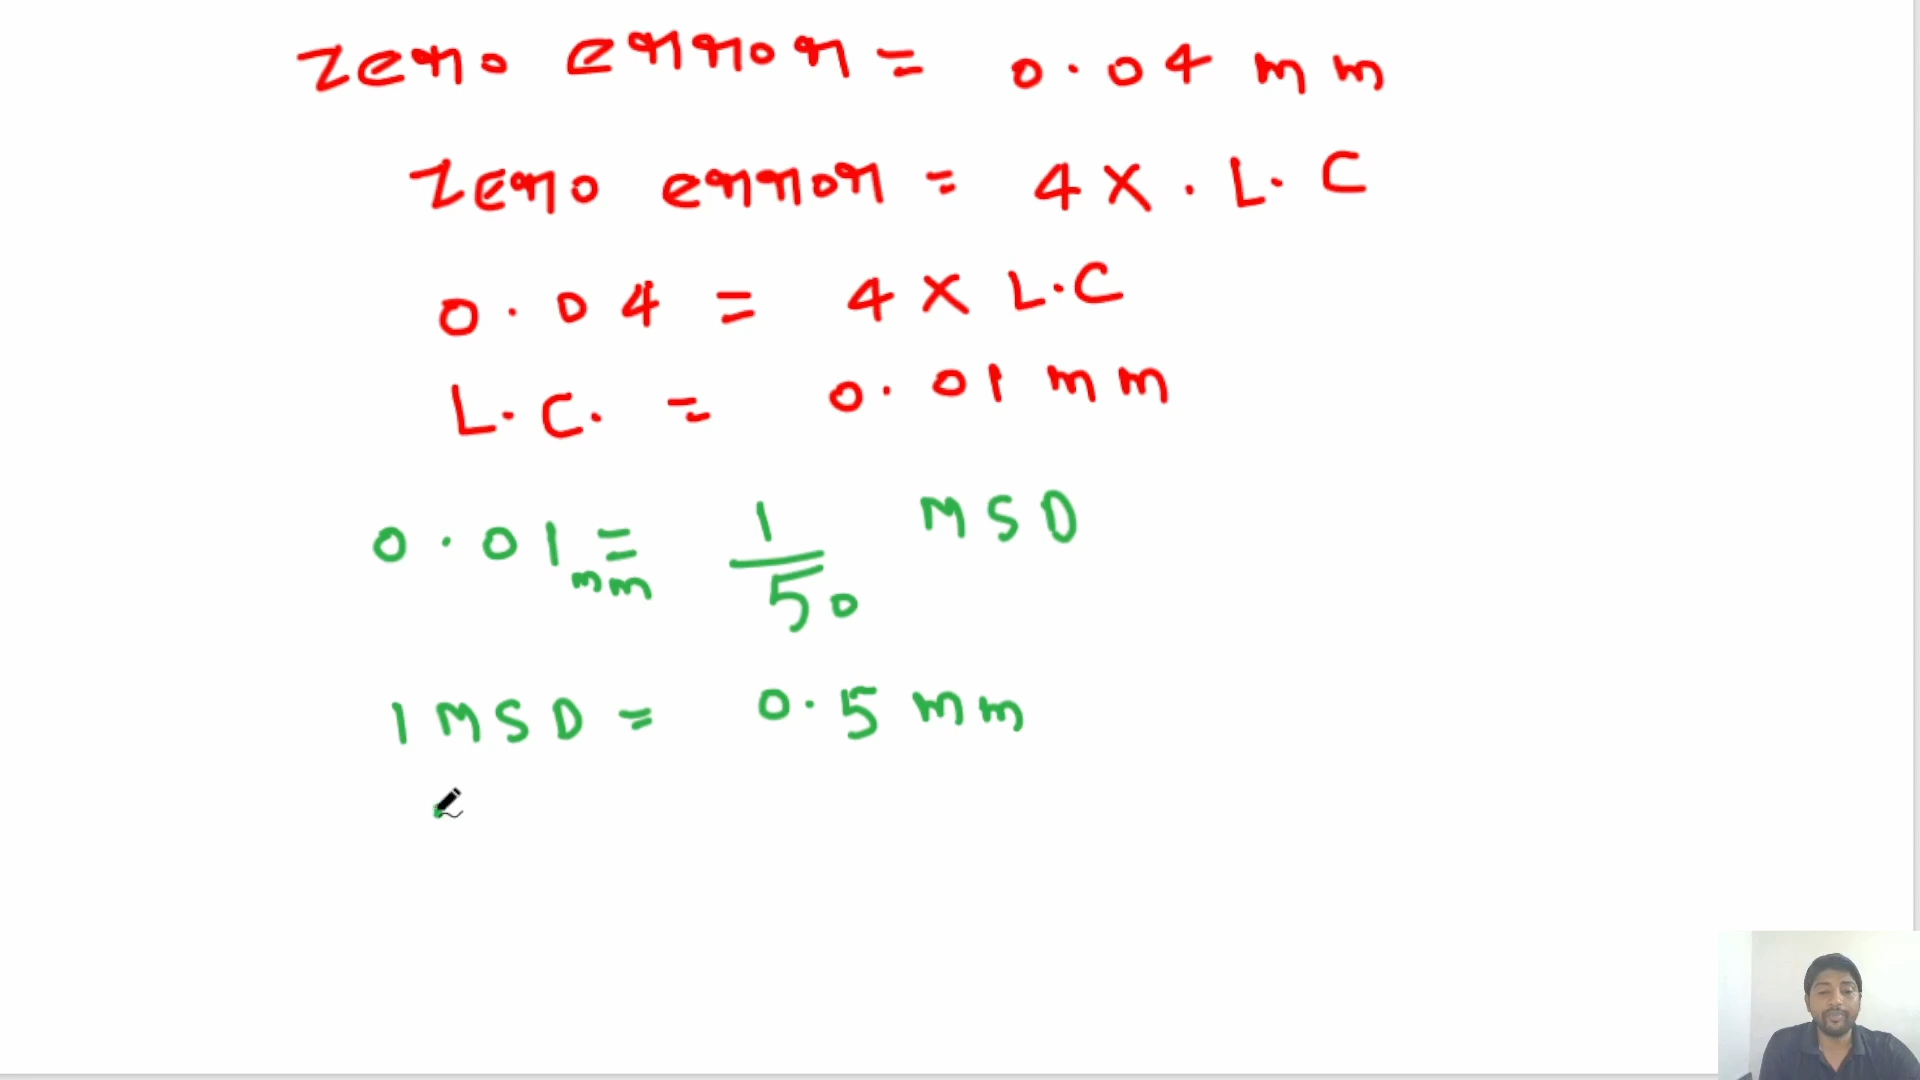 Zero error = 0.04 mm
Zero error = 4 X . L.C
0.04 = 4 X L.C
L.C. = 0.01 mm
0.01 mm = 1/50 MSD
1 MSD = 0.5 mm